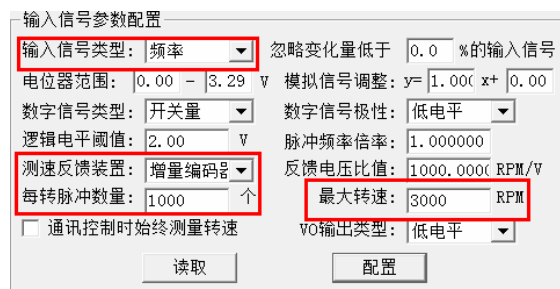 输入信号参数配置
输入信号类型: 频率 忽略变化量低于 0.0 %的输入信号
电位器范围: 0.00 - 3.29 V 模拟信号调整: y= 1.00( x+ 0.00
数字信号类型: 开关量 数字信号极性: 低电平
逻辑电平阈值: 2.00 V 脉冲频率倍率: 1.000000
测速反馈装置: 增量编码器 反馈电压比值: 1000.000( RPM/V
每转脉冲数量: 1000 个 最大转速: 3000 RPM
通讯控制时始终测量转速 VO输出类型: 低电平
读取 配置